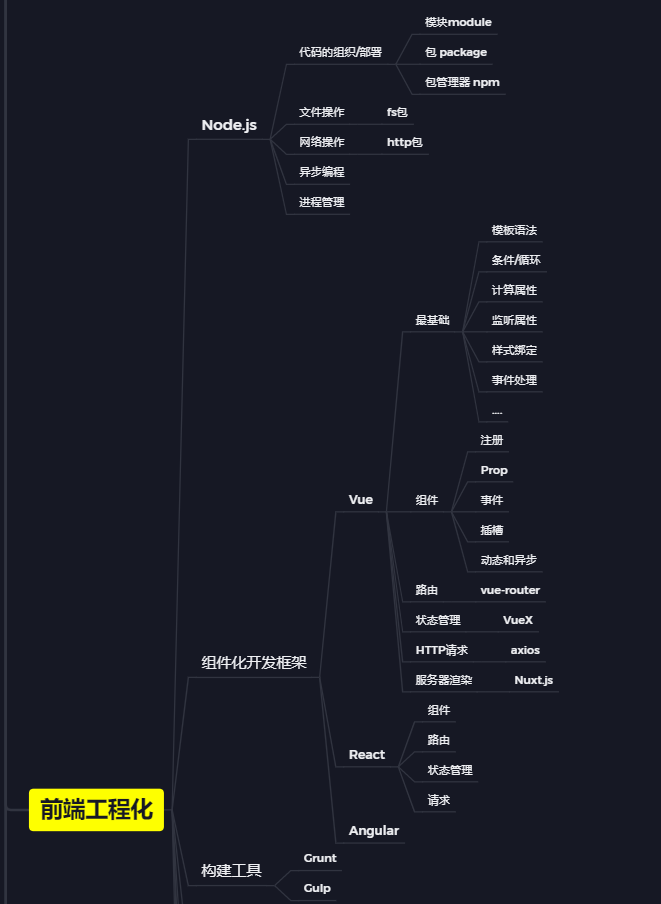 模块module
代码的组织/部署
包 package
包管理器 npm
Node.js
文件操作 fs包
网络操作 http包
异步编程
进程管理
模板语法
条件/循环
计算属性
最基础 监听属性
样式绑定
事件处理
....
注册
Prop
Vue 组件 事件
插槽
动态和异步
路由 vue-router
状态管理 VueX
HTTP请求 axios
组件化开发框架
服务器渲染 Nuxt.js
组件
路由
React
状态管理
请求
前端工程化
Angular
构建工具
Grunt
Gulp